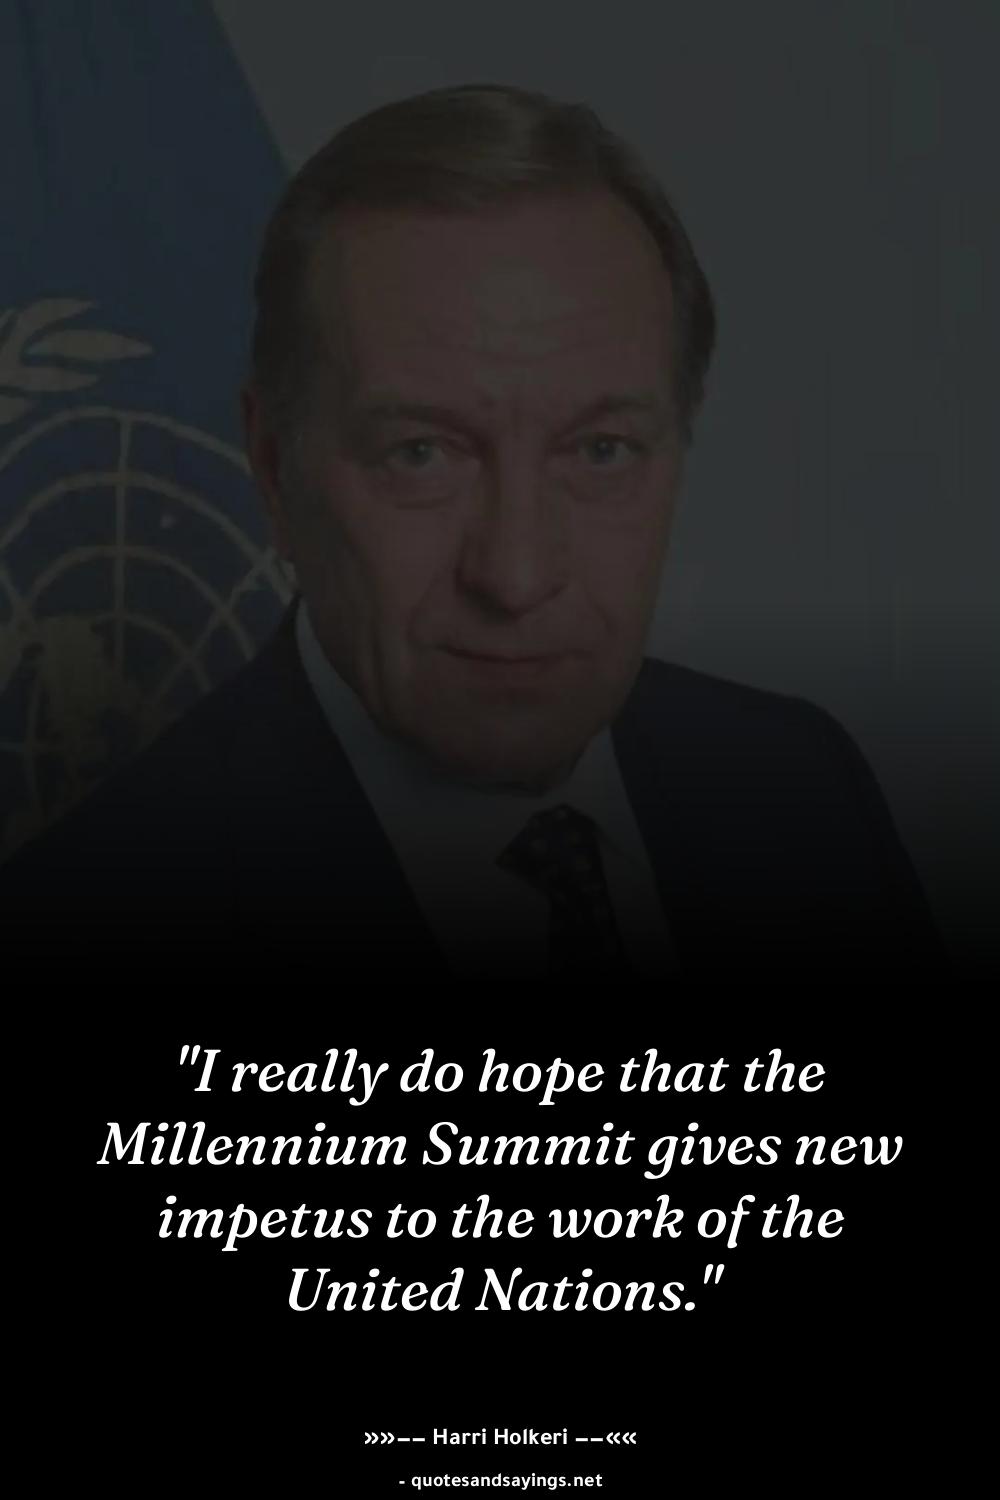 "I really do hope that the
Millennium Summit gives new
impetus to the work of the
United Nations."
»»–– Harri Holkeri ––««
- quotesandsayings.net